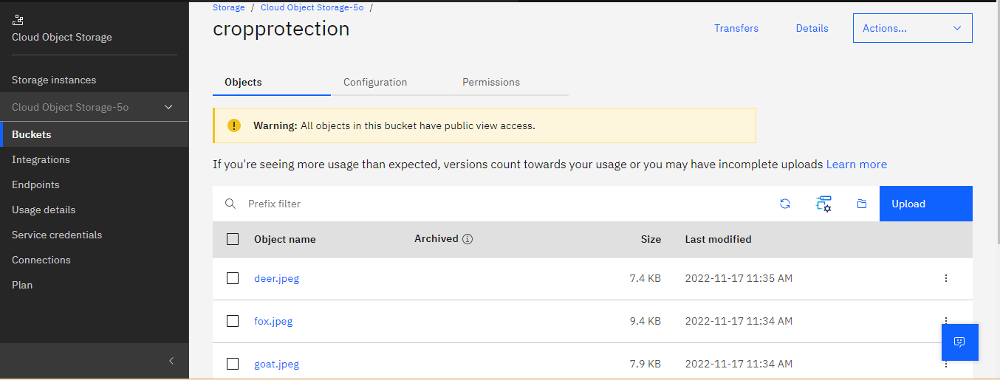 Storage / Cloud Object Storage-5o /
Cloud Object Storage
cropprotection
Transfers
Details
Actions...
Storage instances
Cloud Object Storage-5o
Buckets
Integrations
Endpoints
Usage details
Service credentials
Connections
Plan
Objects
Configuration
Permissions
Warning: All objects in this bucket have public view access.
If you're seeing more usage than expected, versions count towards your usage or you may have incomplete uploads Learn more
Prefix filter
Upload
Object name Archived Size Last modified
deer.jpeg 7.4 KB 2022-11-17 11:35 AM
fox.jpeg 9.4 KB 2022-11-17 11:34 AM
goat.jpeg 7.9 KB 2022-11-17 11:34 AM